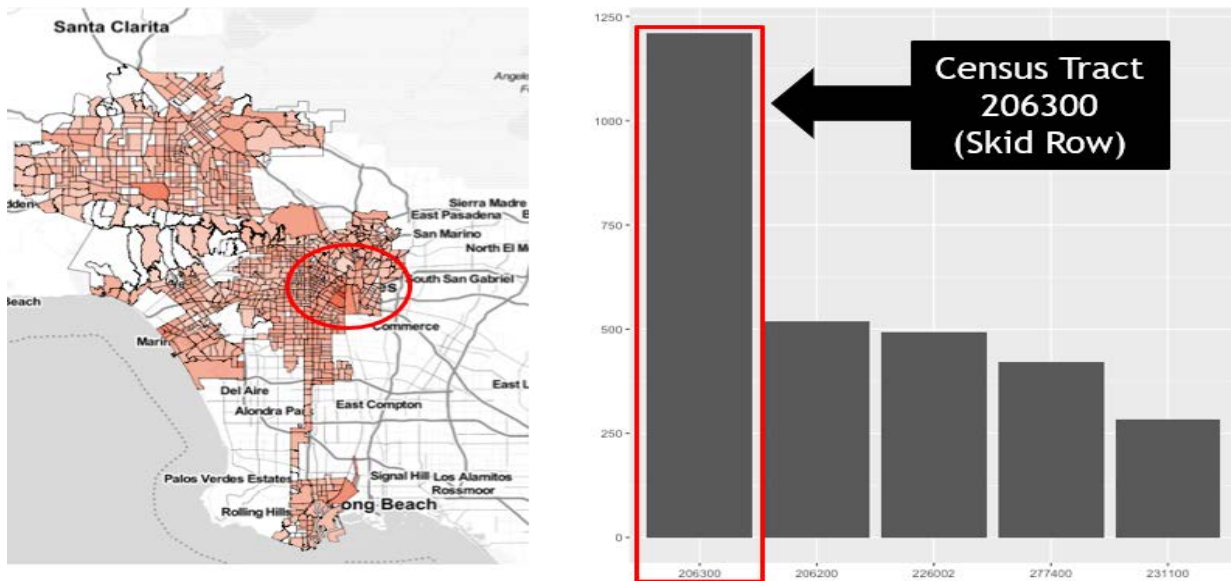 Santa Clarita
Sierra Madre
East Pasadena
San Marino
North El
South San Gabriel
Beach
Commerce
Del Aire
East
Alondra
East Compton
Palos Verdes Estates
Signal Hill
Los Alamitos
Rossmoor
ong Beach
Rolling Hills
1250
1000
750
500
250
0
Census Tract
206300
(Skid Row)
206300
206200
226002
277400
231100